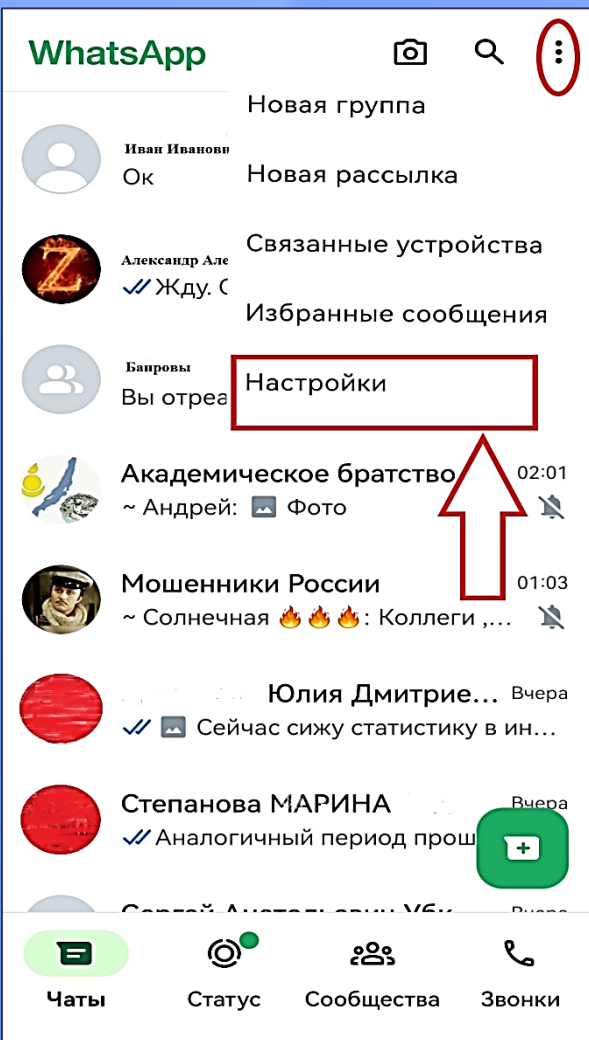 WhatsApp
Новая группа
Иван Иванови
Ок
Новая рассылка
Связанные устройства
Александр Але
Жду. С
Избранные сообщения
Баировы
Вы отреа
Настройки
Академическое братство
02:01
~ Андрей: Фото
Мошенники России
01:03
~ Солнечная 🔥🔥🔥: Коллеги ,...
Юлия Дмитрие...
Вчера
Сейчас сижу статистику в ин...
Степанова МАРИНА
Вчера
Аналогичный период прош
Чаты
Статус
Сообщества
Звонки